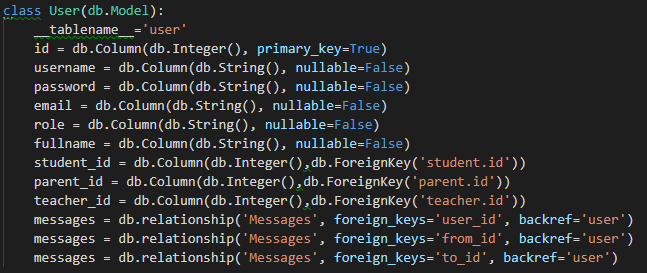 class User(db.Model):
    __tablename__='user'
    id = db.Column(db.Integer(), primary_key=True)
    username = db.Column(db.String(), nullable=False)
    password = db.Column(db.String(), nullable=False)
    email = db.Column(db.String(), nullable=False)
    role = db.Column(db.String(), nullable=False)
    fullname = db.Column(db.String(), nullable=False)
    student_id = db.Column(db.Integer(),db.ForeignKey('student.id'))
    parent_id = db.Column(db.Integer(),db.ForeignKey('parent.id'))
    teacher_id = db.Column(db.Integer(),db.ForeignKey('teacher.id'))
    messages = db.relationship('Messages', foreign_keys='user_id', backref='user')
    messages = db.relationship('Messages', foreign_keys='from_id', backref='user')
    messages = db.relationship('Messages', foreign_keys='to_id', backref='user')